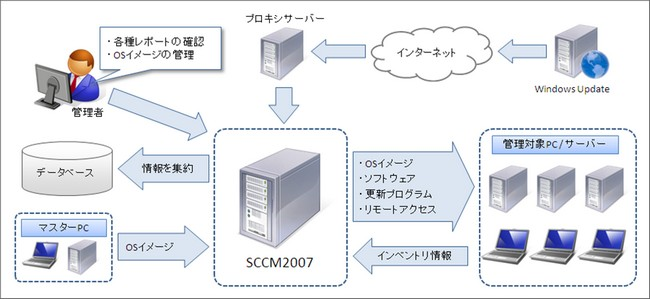 ・各種レポートの確認
・OSイメージの管理
管理者
プロキシサーバー
インターネット
Windows Update
データベース
情報を集約
マスターPC
OSイメージ
SCCM2007
・OSイメージ
・ソフトウェア
・更新プログラム
・リモートアクセス
インベントリ情報
管理対象PC/サーバー